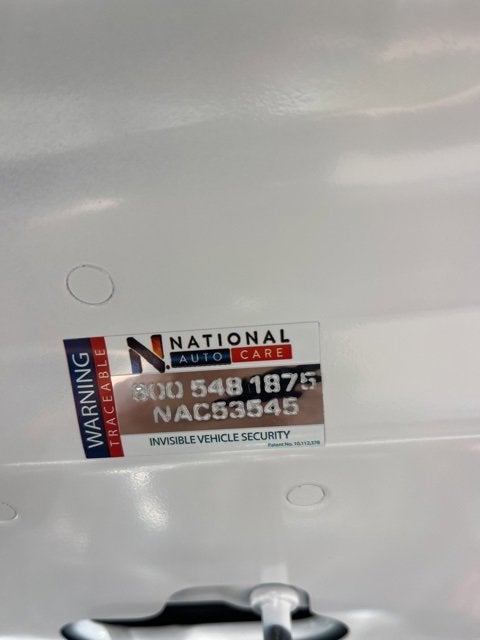 WARNING
TRACEABLE
N.
NATIONAL
AUTO CARE
800 548 1875
NAC53545
INVISIBLE VEHICLE SECURITY
Patent No. 10,112,578